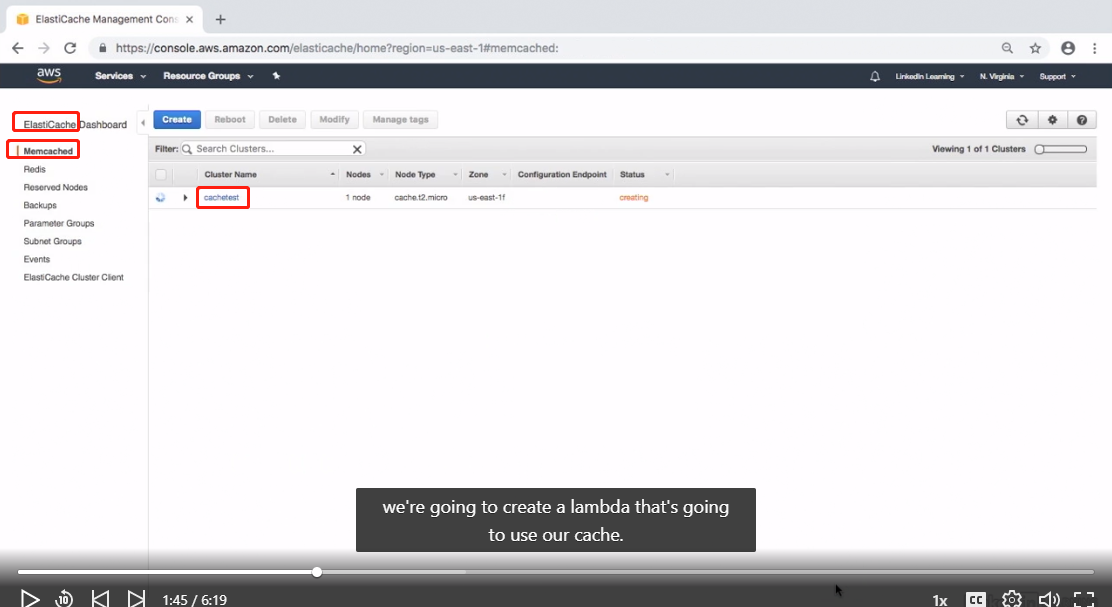 ElastiCache Management Cons
https://console.aws.amazon.com/elasticache/home?region=us-east-1#memcached:
aws Services Resource Groups LinkedIn Learning N. Virginia Support
ElastiCache Dashboard
Memcached
Redis
Reserved Nodes
Backups
Parameter Groups
Subnet Groups
Events
ElastiCache Cluster Client
Create Reboot Delete Modify Manage tags
Filter: Search Clusters... Viewing 1 of 1 Clusters
Cluster Name Nodes Node Type Zone Configuration Endpoint Status
cachetest 1 node cache.t2.micro us-east-1f creating
we're going to create a lambda that's going
to use our cache.
10 1:45 / 6:19 1x CC